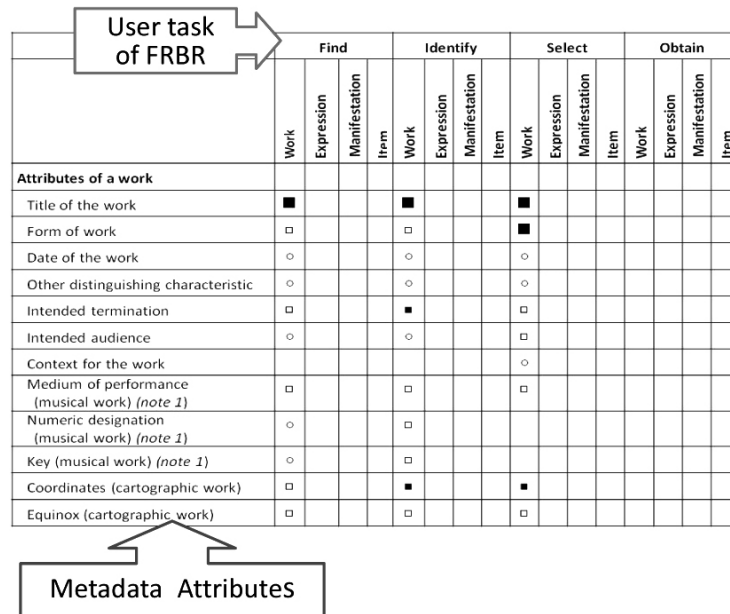 User task
of FRBR
Find Identify Select Obtain
Work Expression Manifestation Item Work Expression Manifestation Item Work Expression Manifestation Item Work Expression Manifestation Item
Attributes of a work
Title of the work ■ ■ ■
Form of work □ □ ■
Date of the work ○ ○ ○
Other distinguishing characteristic ○ ○ ○
Intended termination □ ■ □
Intended audience ○ ○ □
Context for the work ○
Medium of performance
(musical work) (note 1) □ □ □
Numeric designation
(musical work) (note 1) ○ □
Key (musical work) (note 1) ○ □
Coordinates (cartographic work) □ ■ ■
Equinox (cartographic work) □ □ □
Metadada Attributes